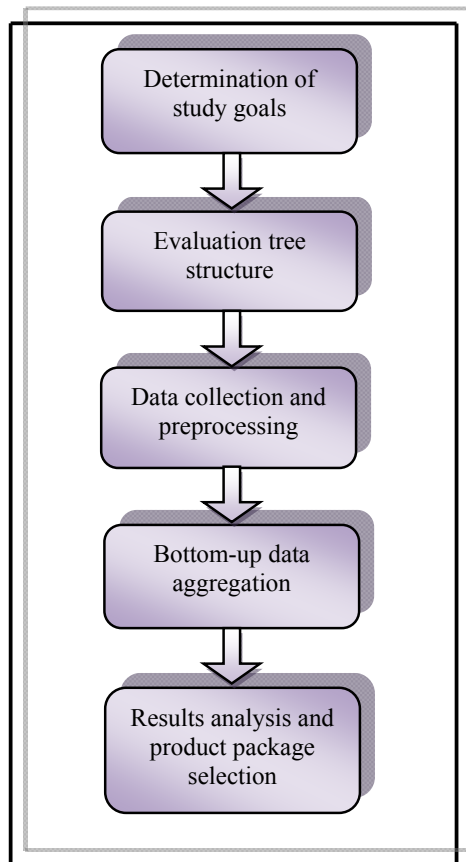 Determination of
study goals
Evaluation tree
structure
Data collection and
preprocessing
Bottom-up data
aggregation
Results analysis and
product package
selection